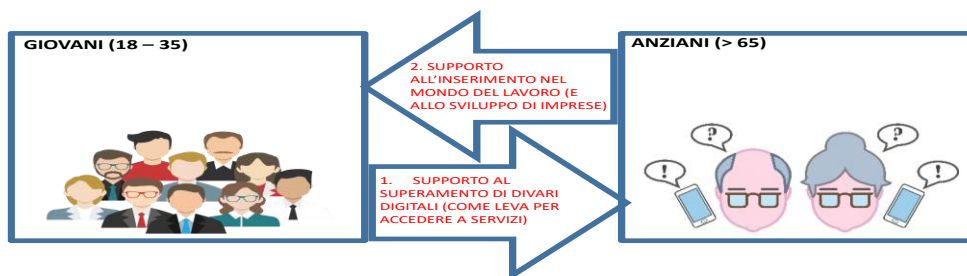 GIOVANI (18 – 35)
ANZIANI (> 65)
2. SUPPORTO
ALL'INSERIMENTO NEL
MONDO DEL LAVORO (E
ALLO SVILUPPO DI IMPRESE)
1. SUPPORTO AL
SUPERAMENTO DI DIVARI
DIGITALI (COME LEVA PER
ACCEDERE A SERVIZI)
?
?
!
!